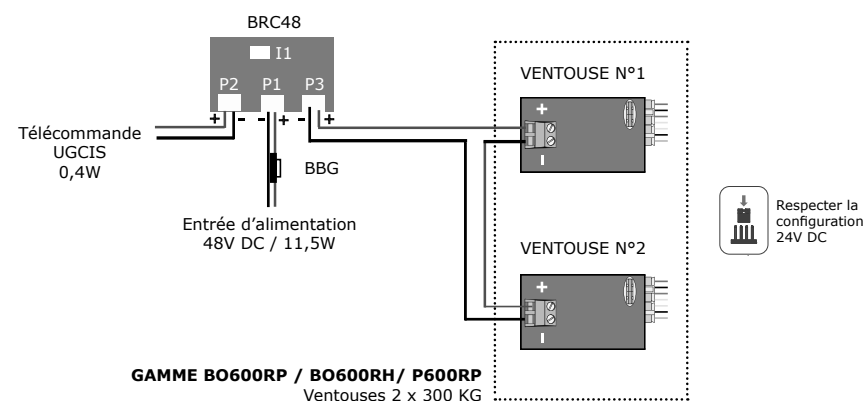 BRC48
I1
P2 P1 P3
+ - - + - +
Télécommande
UGCIS
0,4W
BBG
Entrée d'alimentation
48V DC / 11,5W
VENTOUSE N°1
+
-
VENTOUSE N°2
+
-
Respecter la
configuration
24V DC
GAMME BO600RP / BO600RH/ P600RP
Ventouses 2 x 300 KG